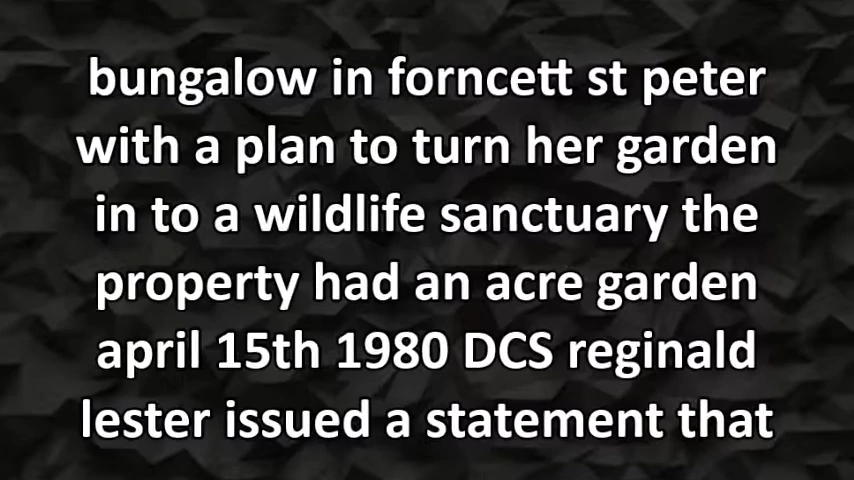 bungalow in forncett st peter
with a plan to turn her garden
in to a wildlife sanctuary the
property had an acre garden
april 15th 1980 DCS reginald
lester issued a statement that